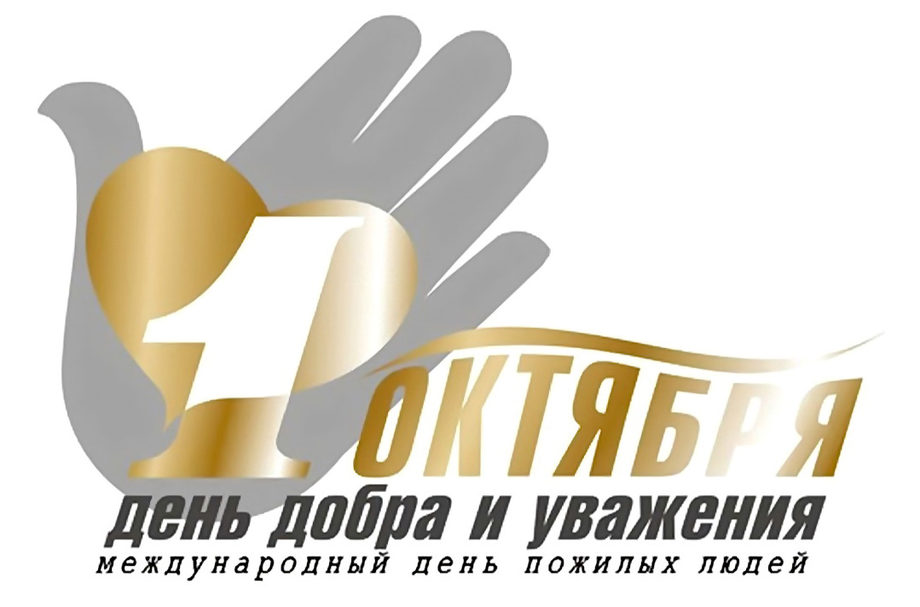 1 ОКТЯБРЯ
день добра и уважения
международный день пожилых людей